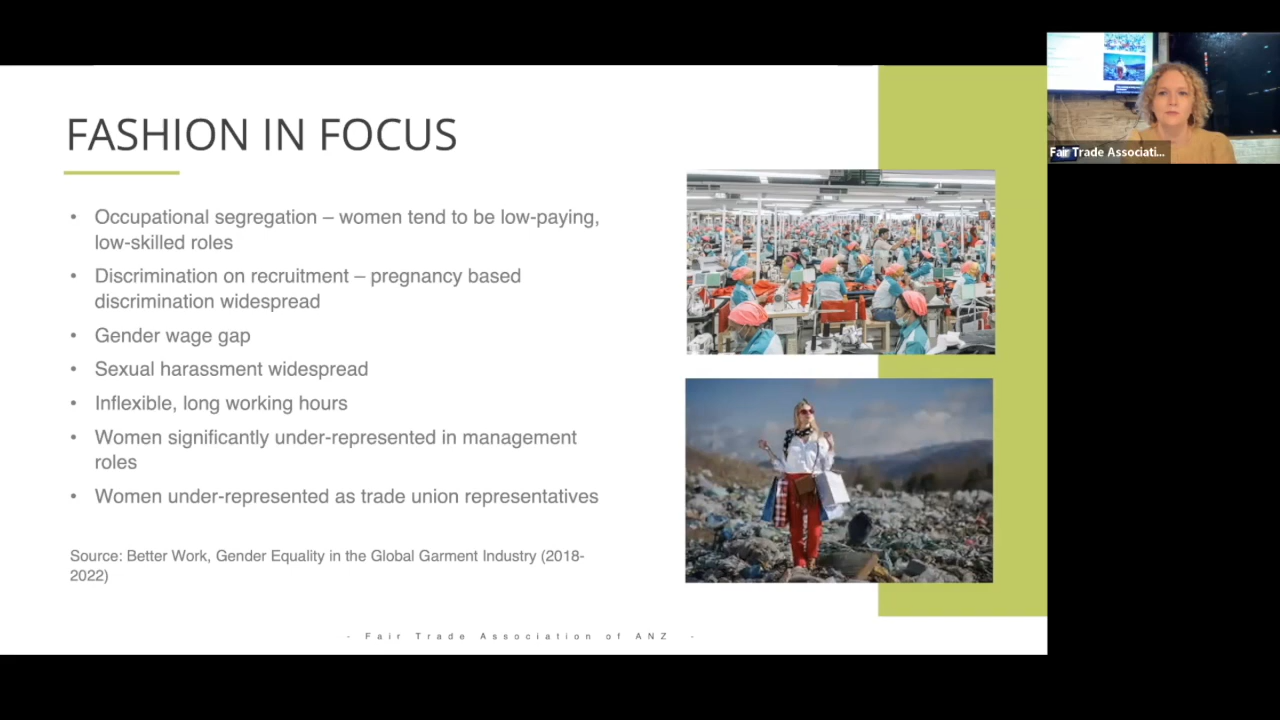 FASHION IN FOCUS
• Occupational segregation – women tend to be low-paying,
low-skilled roles
• Discrimination on recruitment – pregnancy based
discrimination widespread
• Gender wage gap
• Sexual harassment widespread
• Inflexible, long working hours
• Women significantly under-represented in management
roles
• Women under-represented as trade union representatives
Source: Better Work, Gender Equality in the Global Garment Industry (2018-
2022)
- Fair Trade Association of ANZ -
Fair Trade Associati...